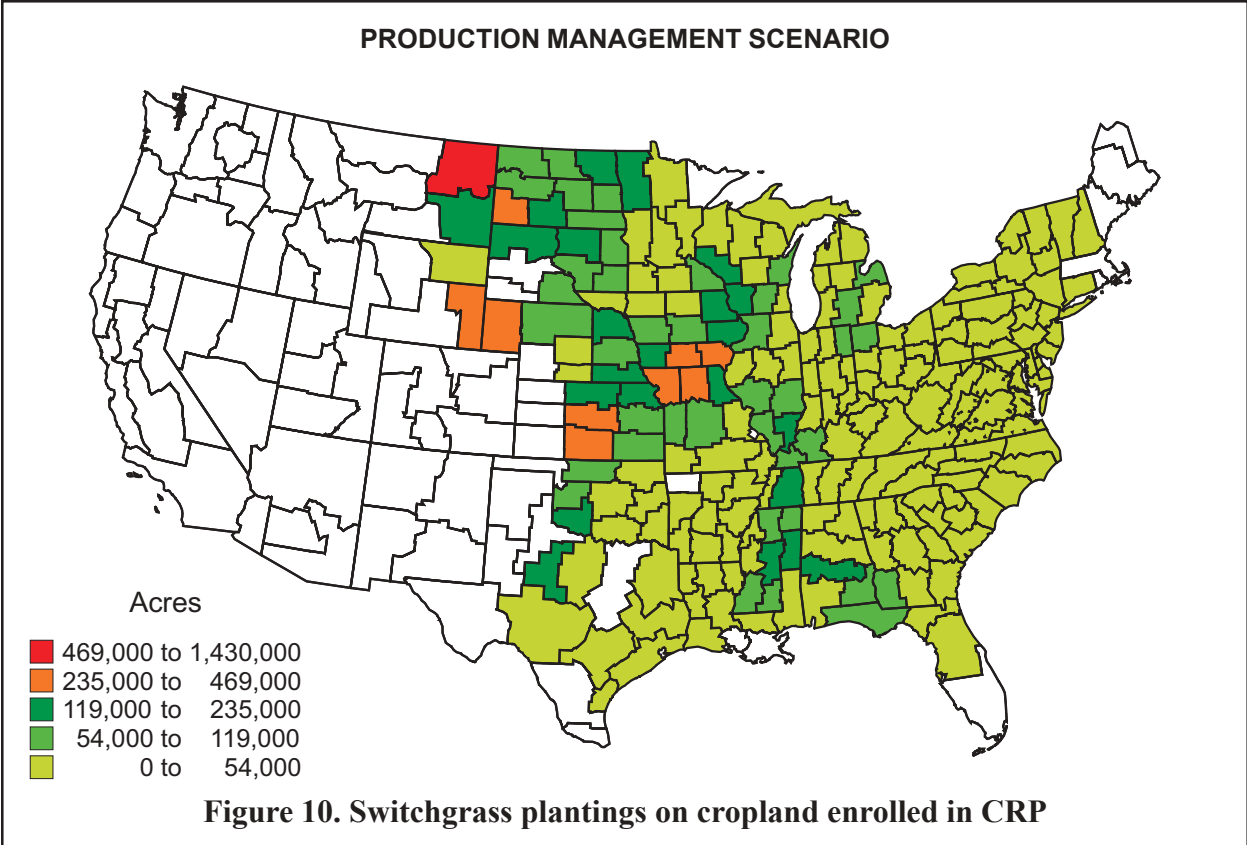 PRODUCTION MANAGEMENT SCENARIO
Acres
469,000 to 1,430,000
235,000 to 469,000
119,000 to 235,000
54,000 to 119,000
0 to 54,000
Figure 10. Switchgrass plantings on cropland enrolled in CRP